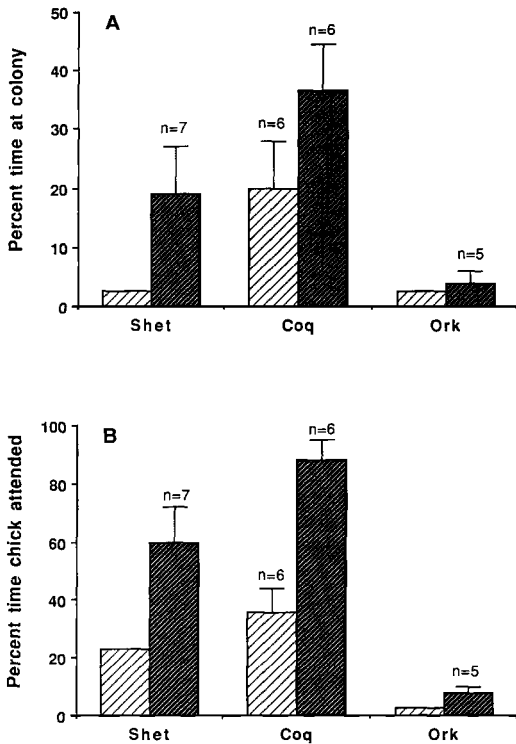 A
Percent time at colony
50
40
30
20
10
0
n=7
n=6
n=6
n=5
Shet Coq Ork
B
Percent time chick attended
100
80
60
40
20
0
n=7
n=6
n=6
n=5
Shet Coq Ork